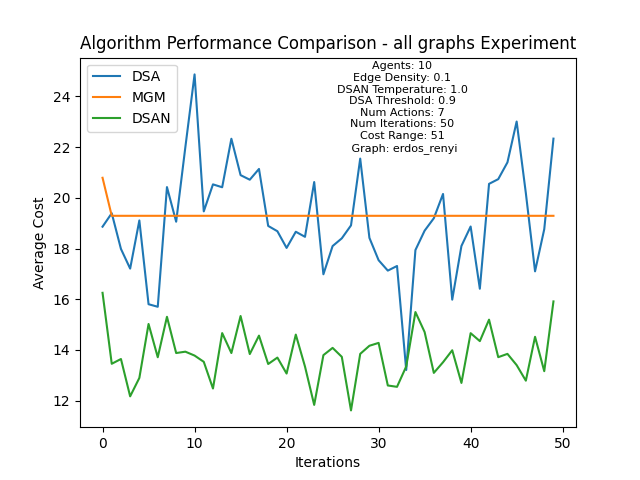 Algorithm Performance Comparison - all graphs Experiment
DSA
MGM
DSAN
Agents: 10
Edge Density: 0.1
DSAN Temperature: 1.0
DSA Threshold: 0.9
Num Actions: 7
Num Iterations: 50
Cost Range: 51
Graph: erdos_renyi
Average Cost
24
22
20
18
16
14
12
0
10
20
30
40
50
Iterations